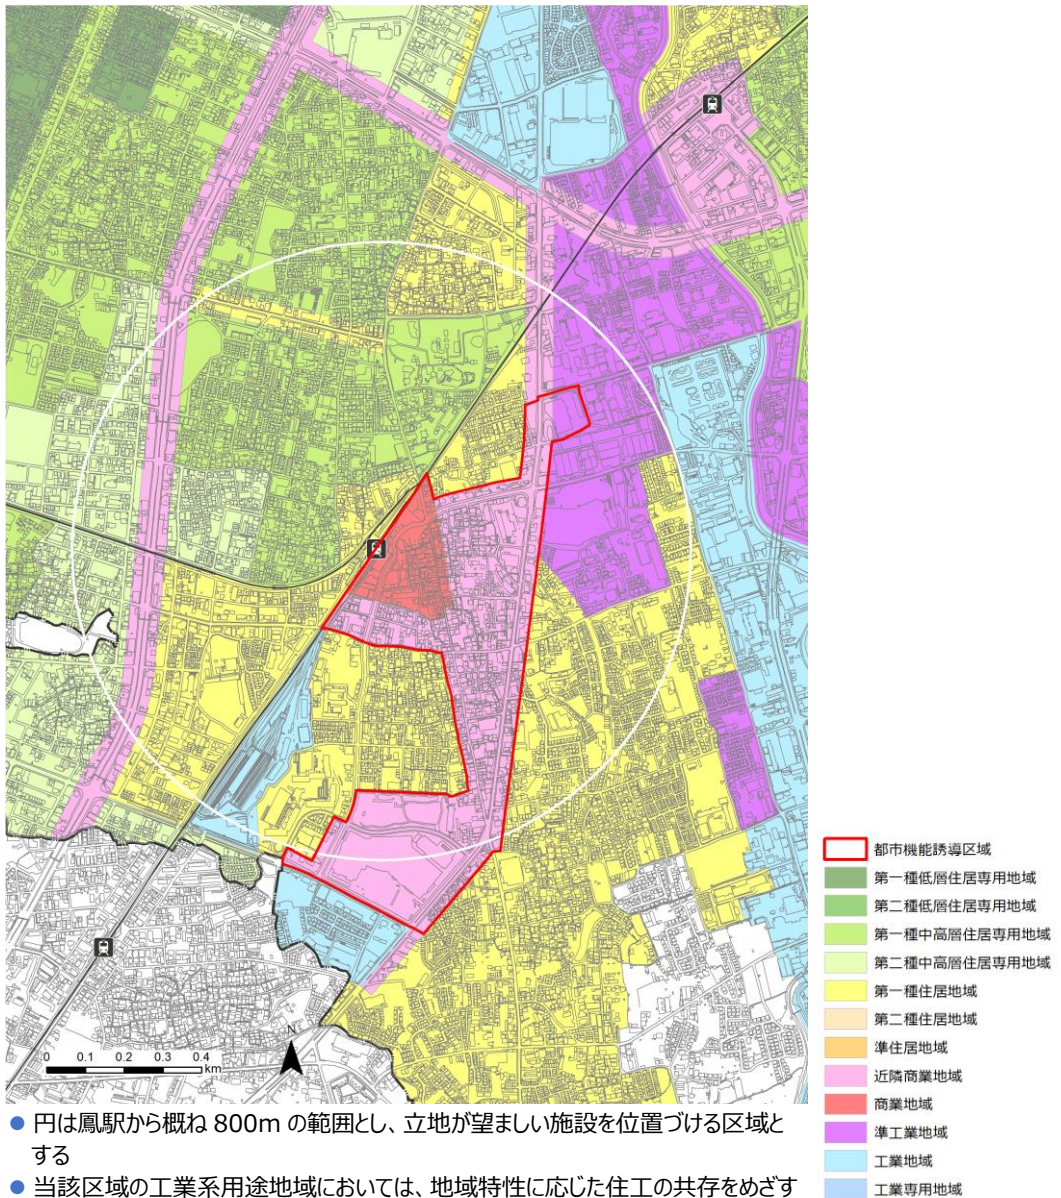 N
0 0.1 0.2 0.3 0.4
km
都市機能誘導区域
第一種低層住居専用地域
第二種低層住居専用地域
第一種中高層住居専用地域
第二種中高層住居専用地域
第一種住居地域
第二種住居地域
準住居地域
近隣商業地域
商業地域
準工業地域
工業地域
工業専用地域
● 円は鳳駅から概ね 800m の範囲とし、立地が望ましい施設を位置づける区域と
する
● 当該区域の工業系用途地域においては、地域特性に応じた住工の共存をめざす